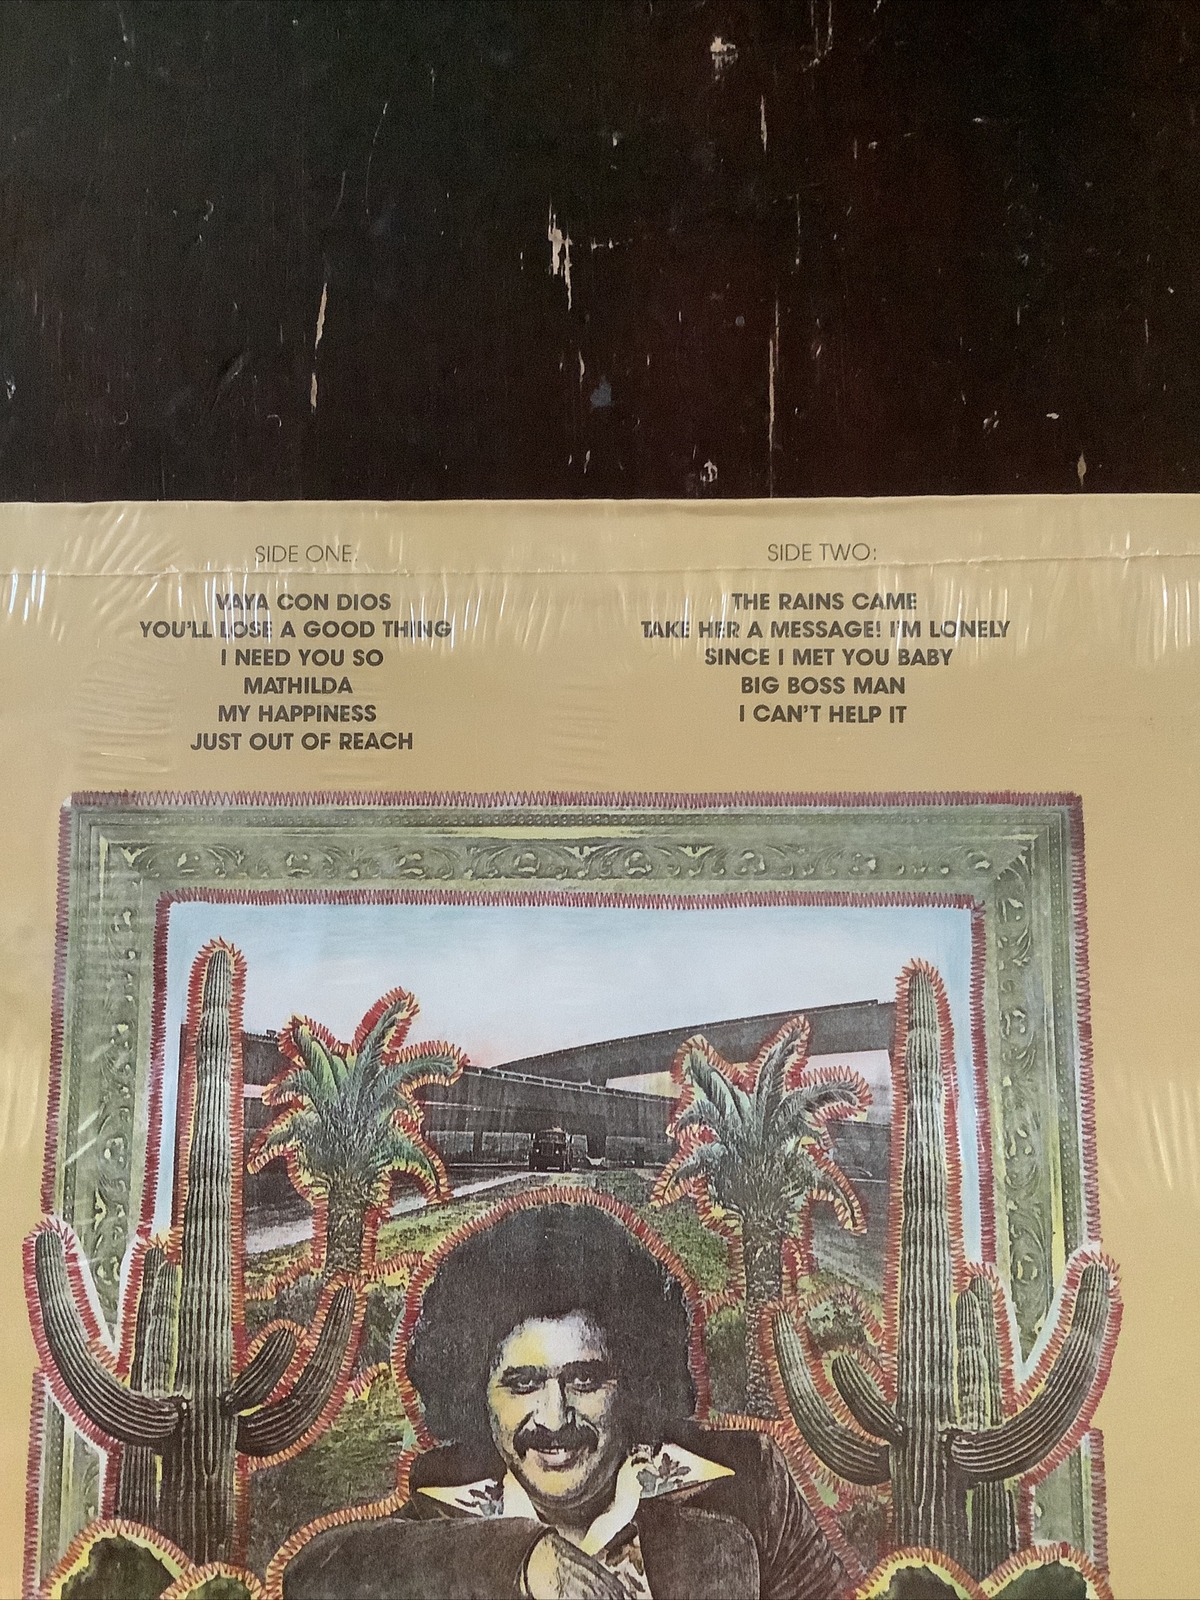 SIDE ONE:
VAYA CON DIOS
YOU'LL LOSE A GOOD THING
I NEED YOU SO
MATHILDA
MY HAPPINESS
JUST OUT OF REACH
SIDE TWO:
THE RAINS CAME
TAKE HER A MESSAGE! I'M LONELY
SINCE I MET YOU BABY
BIG BOSS MAN
I CAN'T HELP IT